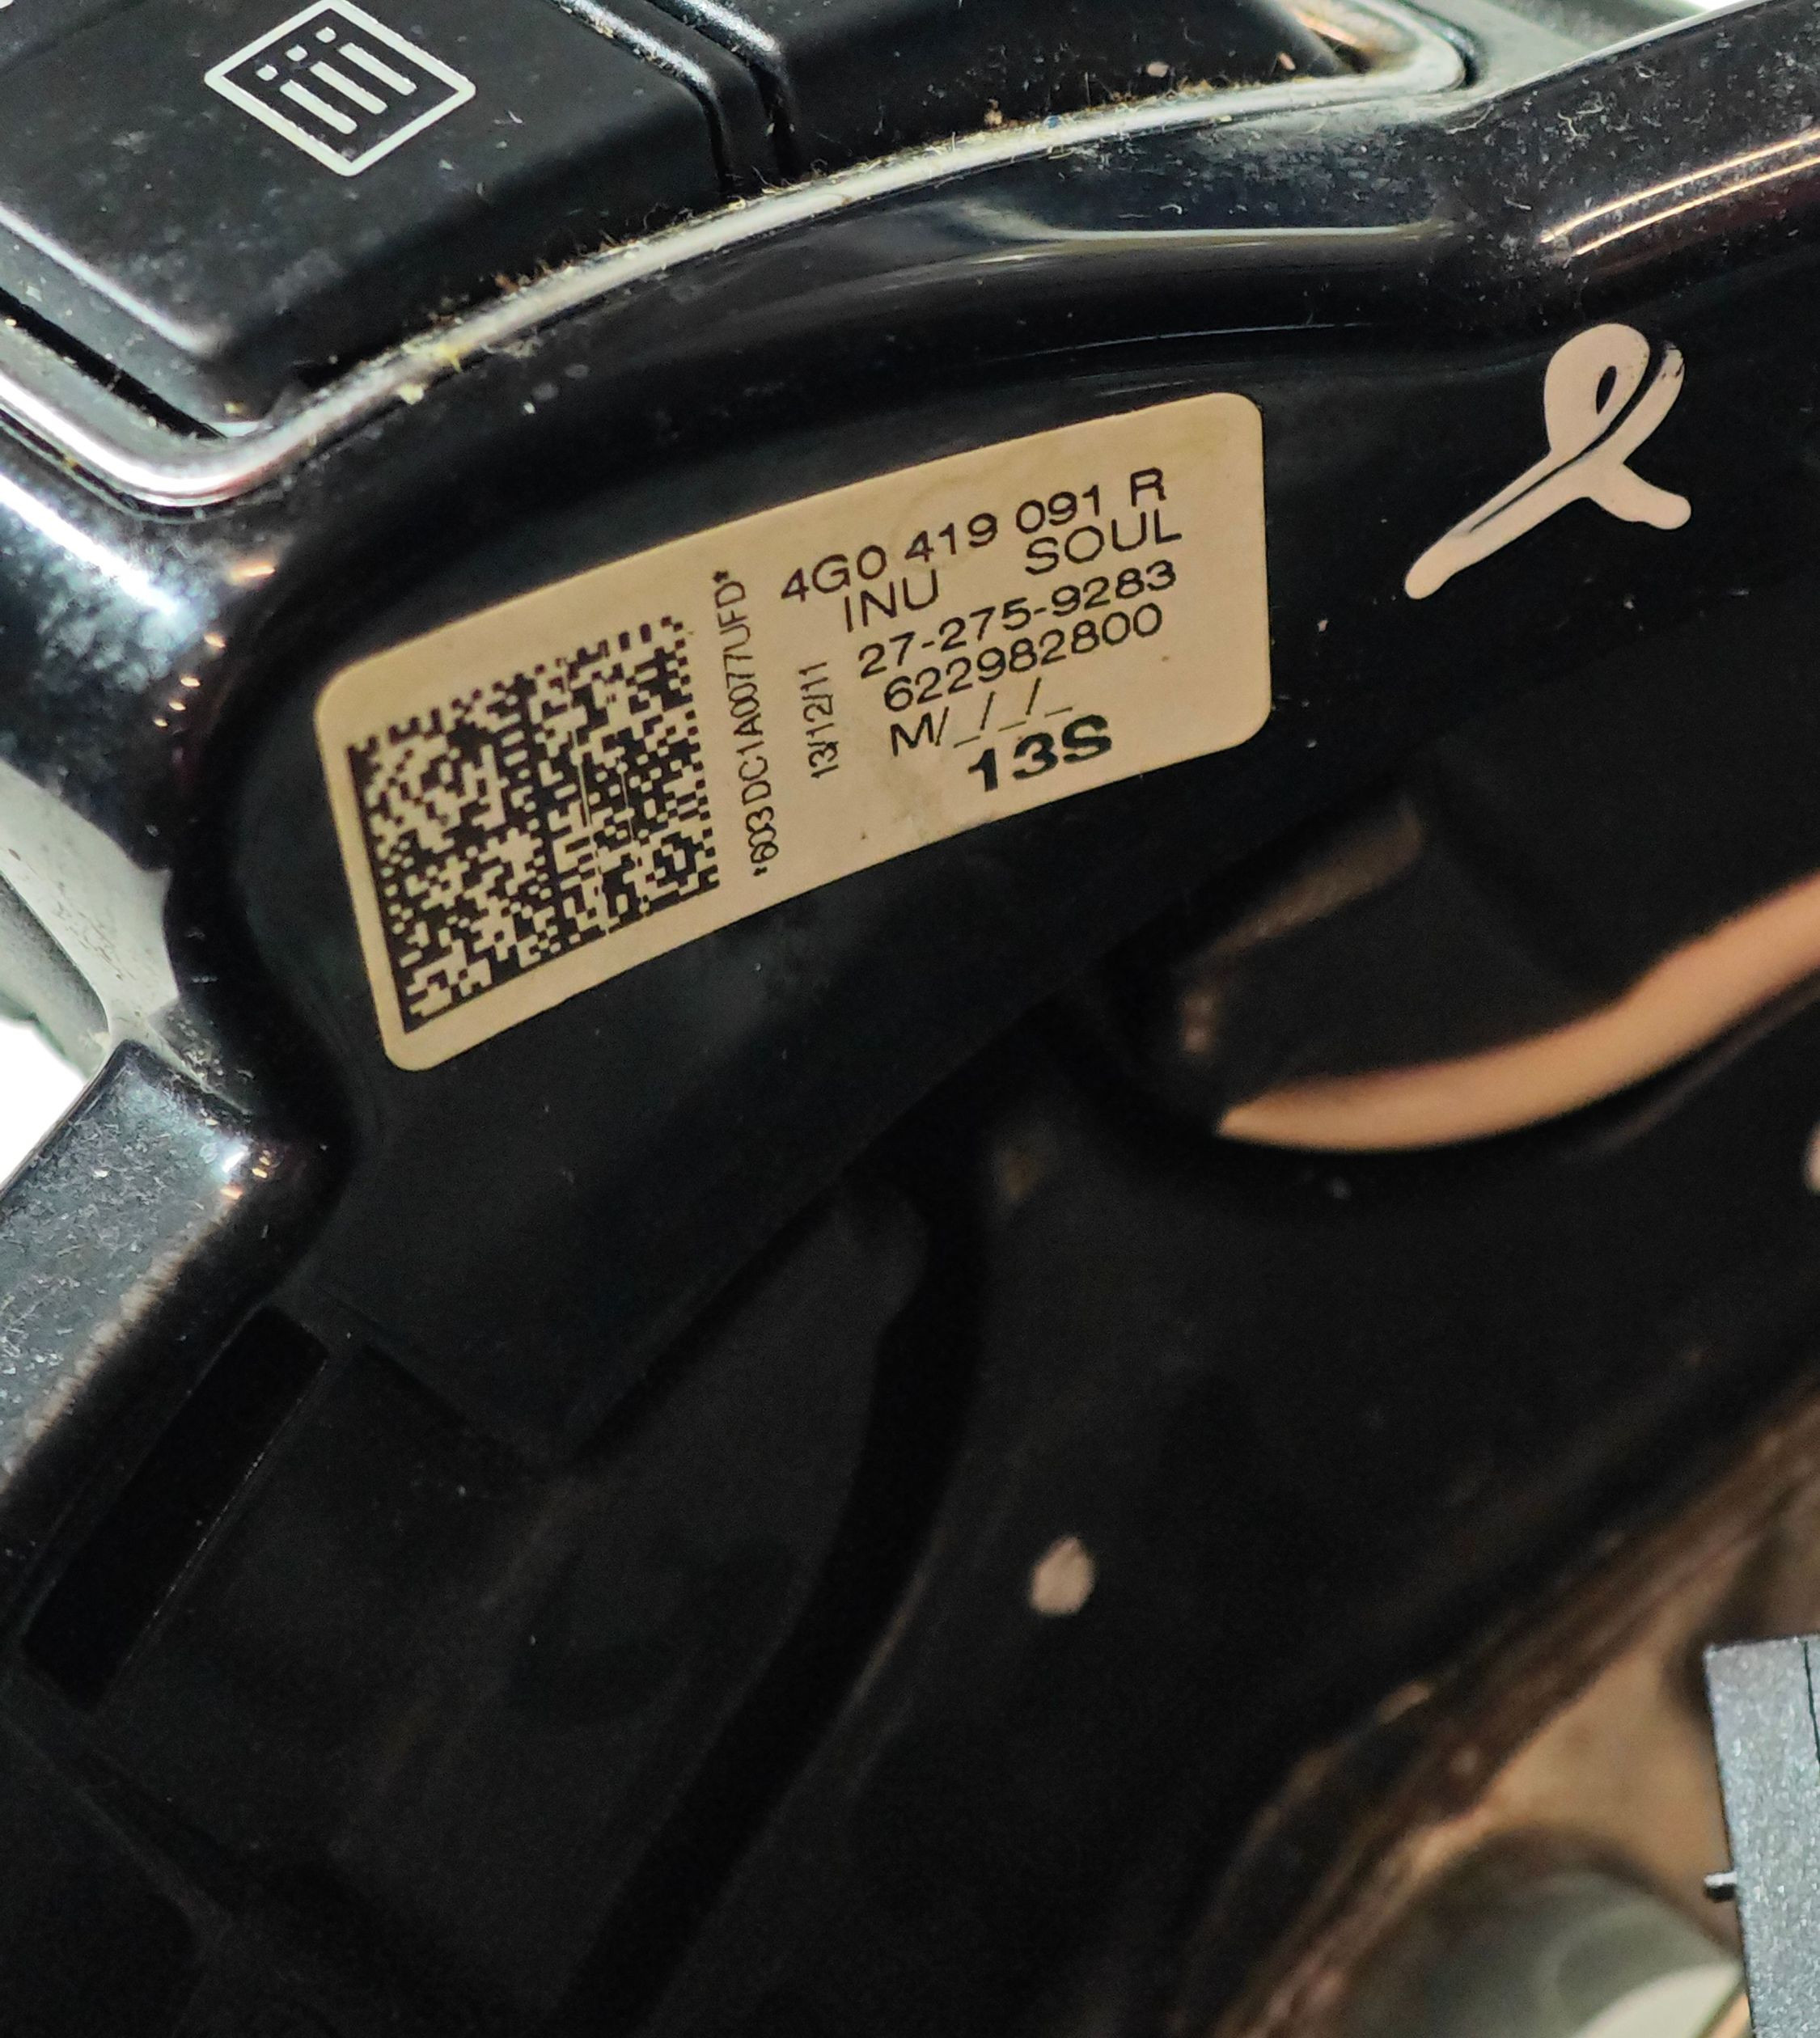 4G0 419 091 R
INU SOUL
27-275-9283
622982800
M/_/_/_
13S
13/12/11
*603DC1A0077UFD*